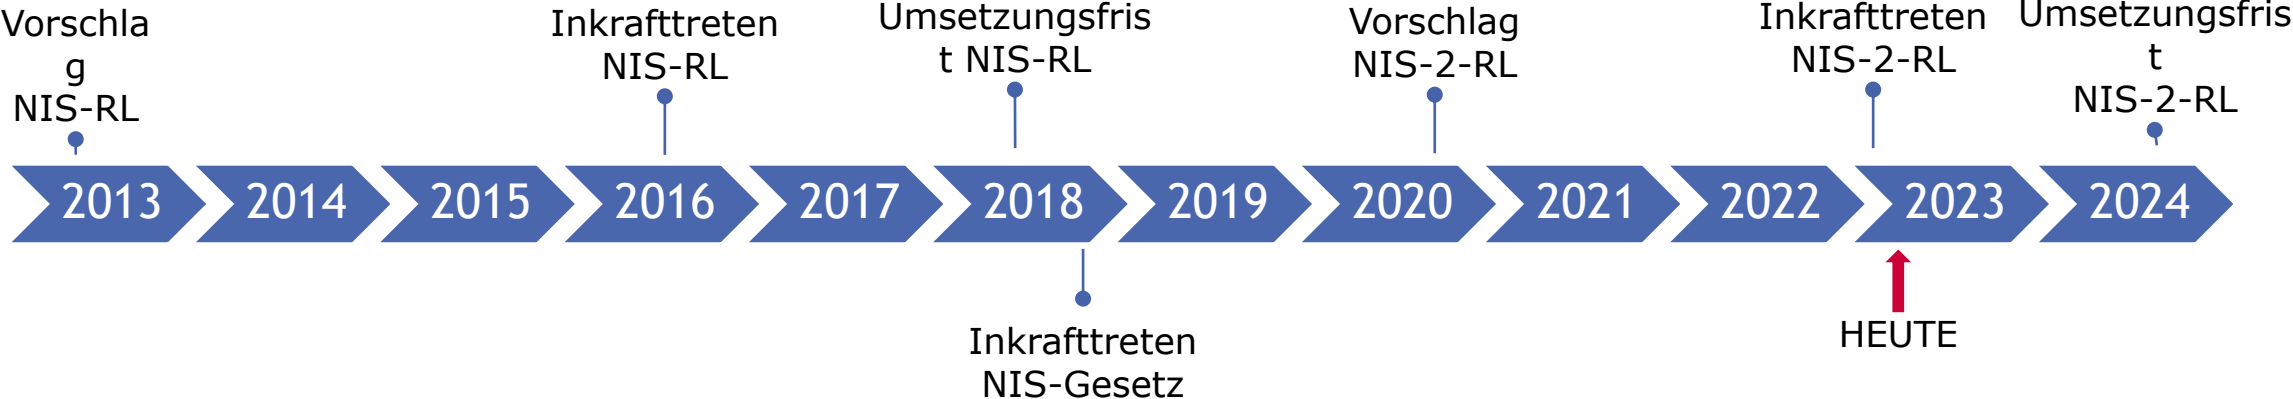 Vorschla
g
NIS-RL
Inkrafttreten
NIS-RL
Umsetzungsfris
t NIS-RL
Vorschlag
NIS-2-RL
Inkrafttreten
NIS-2-RL
Umsetzungsfris
t
NIS-2-RL
2013
2014
2015
2016
2017
2018
2019
2020
2021
2022
2023
2024
Inkrafttreten
NIS-Gesetz
HEUTE